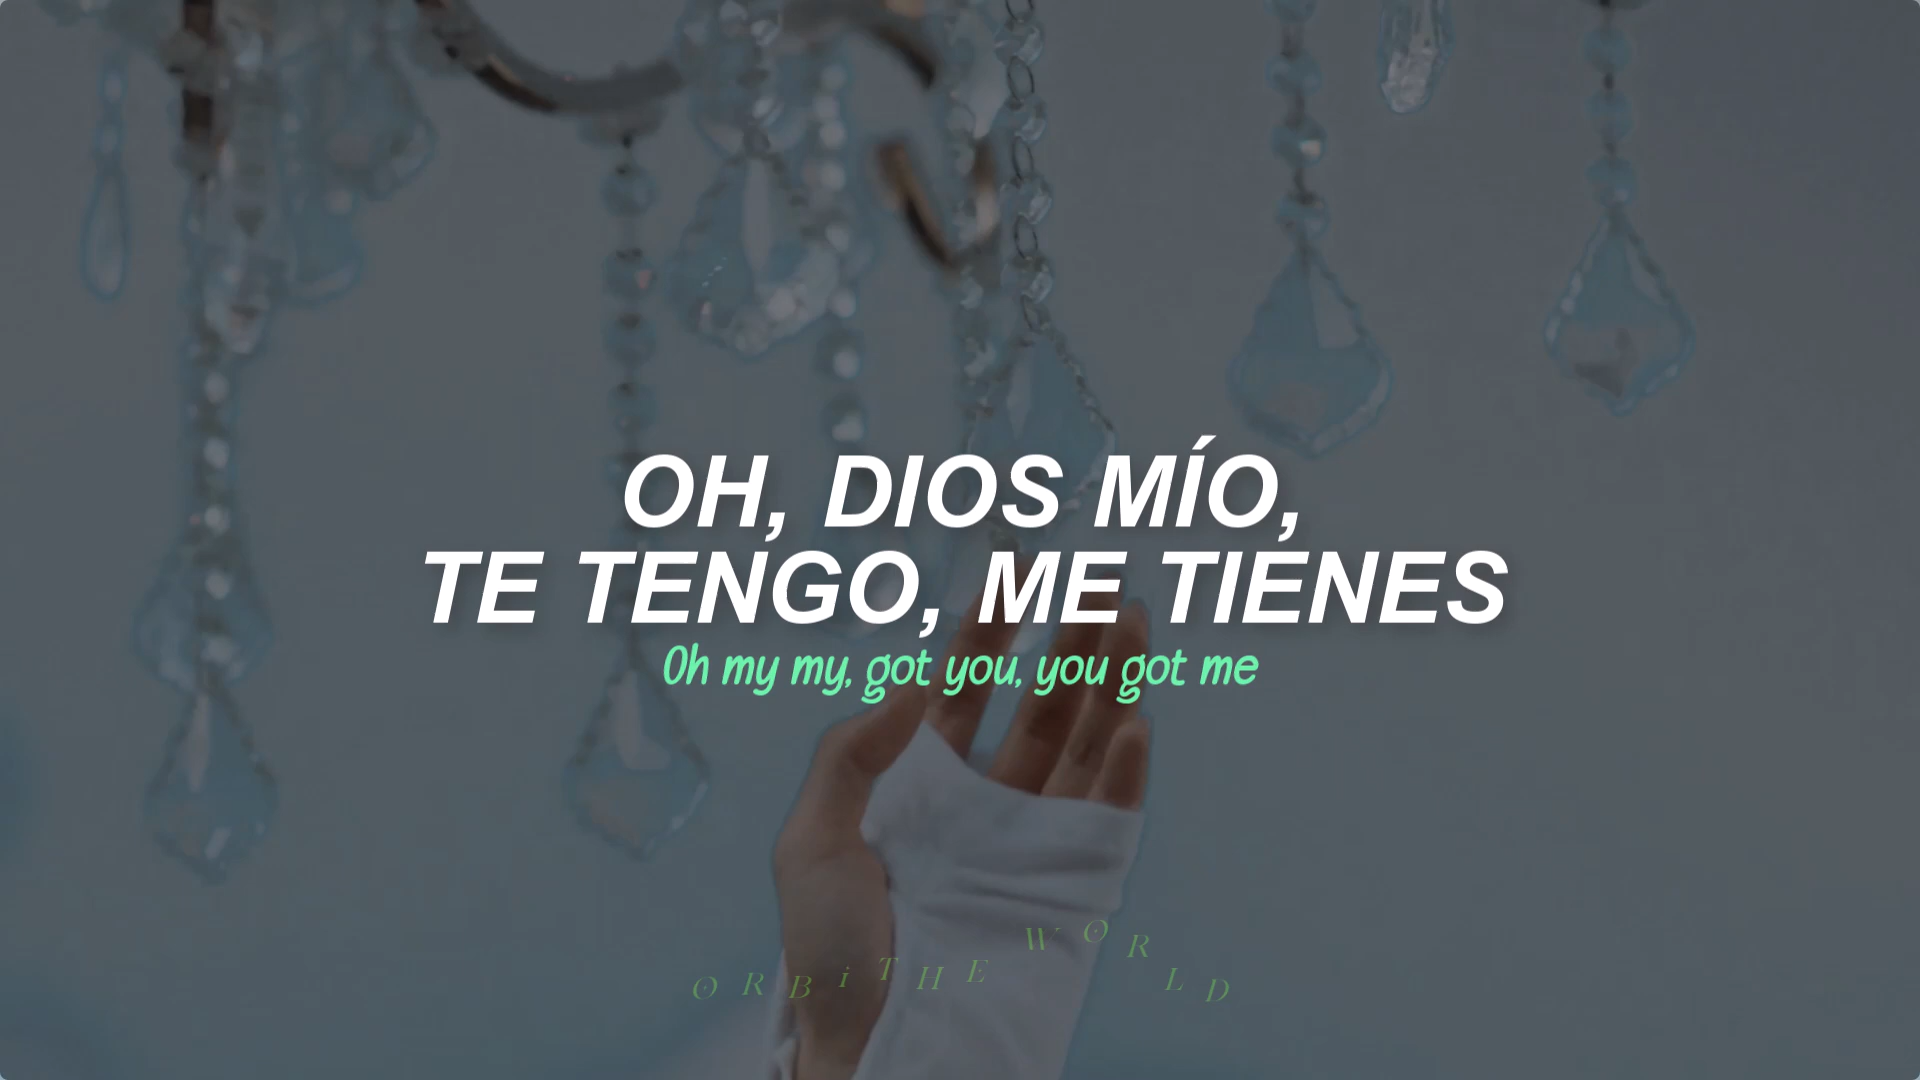 OH, DIOS MÍO,
TE TENGO, ME TIENES
Oh my my, got you, you got me
ORBiTHE WORLD